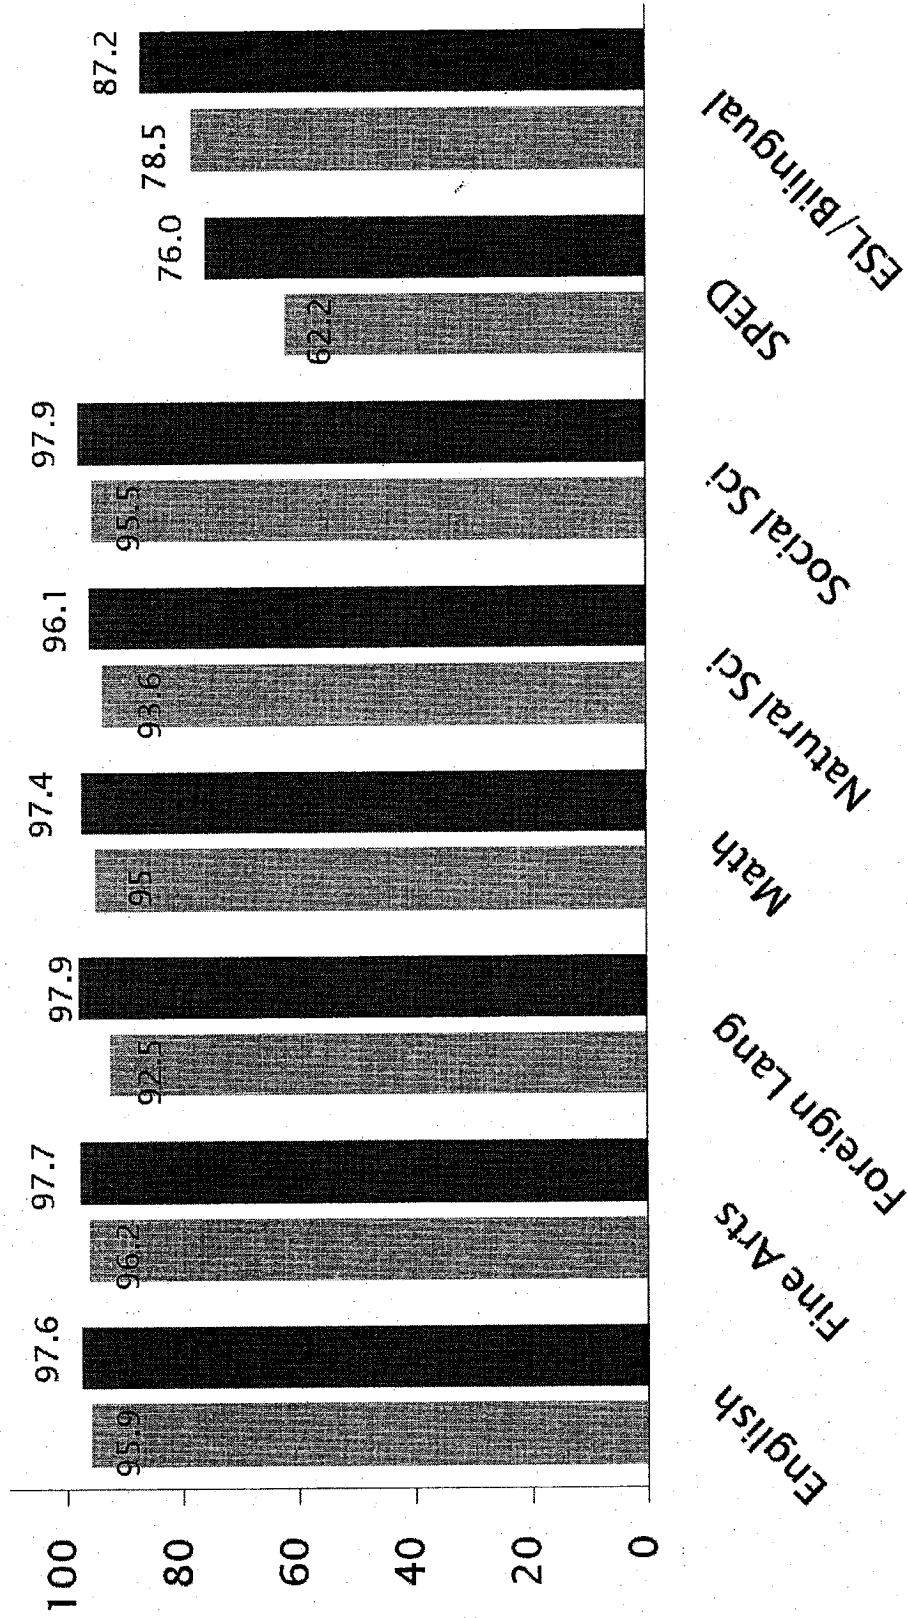 100
80
60
40
20
0
95.9
97.6
96.2
97.7
92.5
97.9
95
97.4
93.6
96.1
95.5
97.9
62.2
76.0
78.5
87.2
English
Fine Arts
Foreign Lang
Math
Natural Sci
Social Sci
SPED
ESL/Bilingual